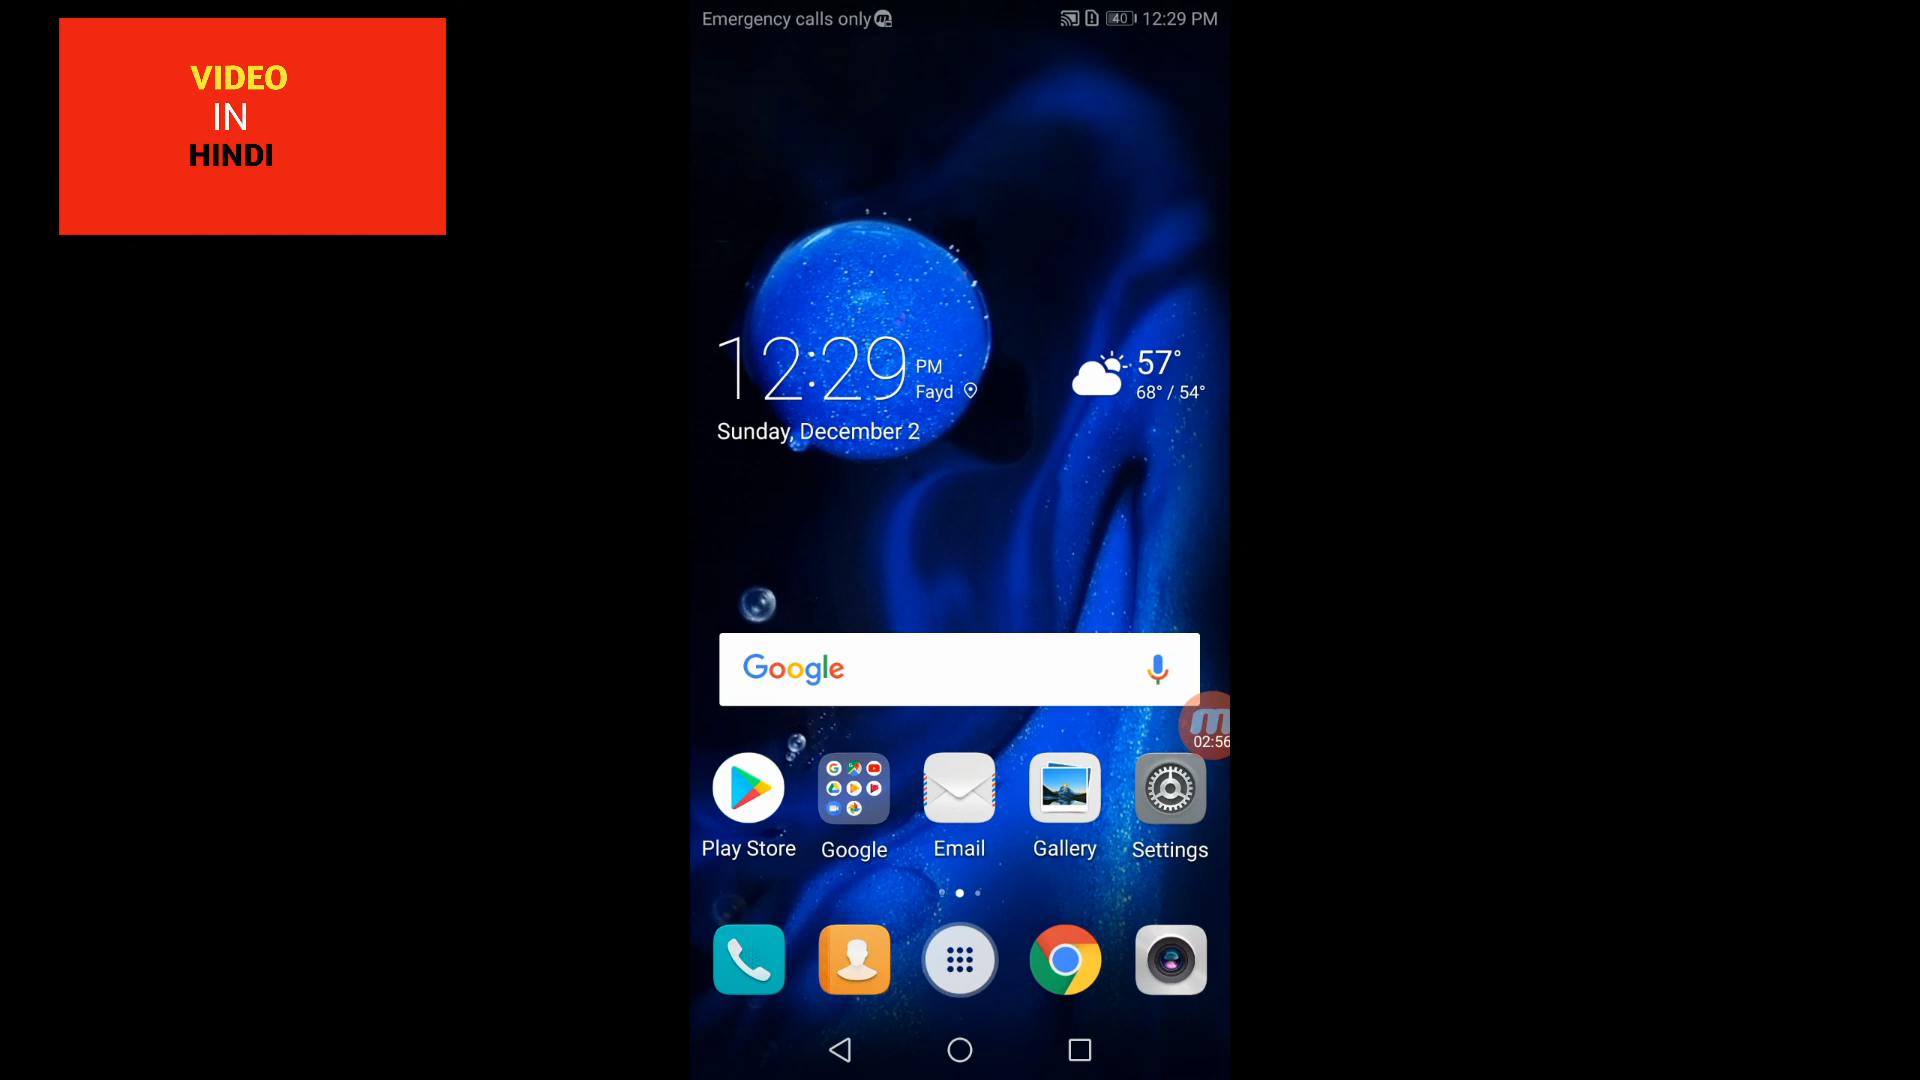 VIDEO
IN
HINDI
Emergency calls only
40 12:29 PM
12:29 PM
Fayd
57°
68° / 54°
Sunday, December 2
Google
02:56
Play Store
Google
Email
Gallery
Settings